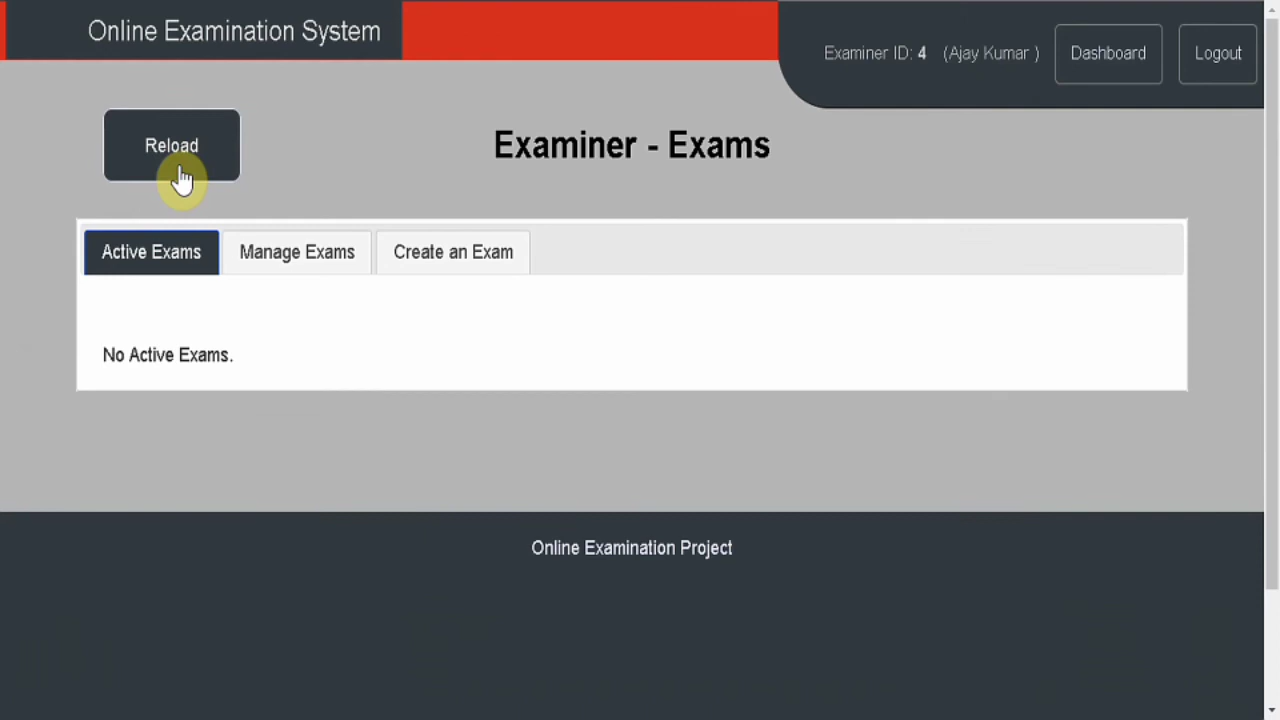 Online Examination System
Examiner ID: 4 (Ajay Kumar ) Dashboard Logout
Reload
Examiner - Exams
Active Exams Manage Exams Create an Exam
No Active Exams.
Online Examination Project